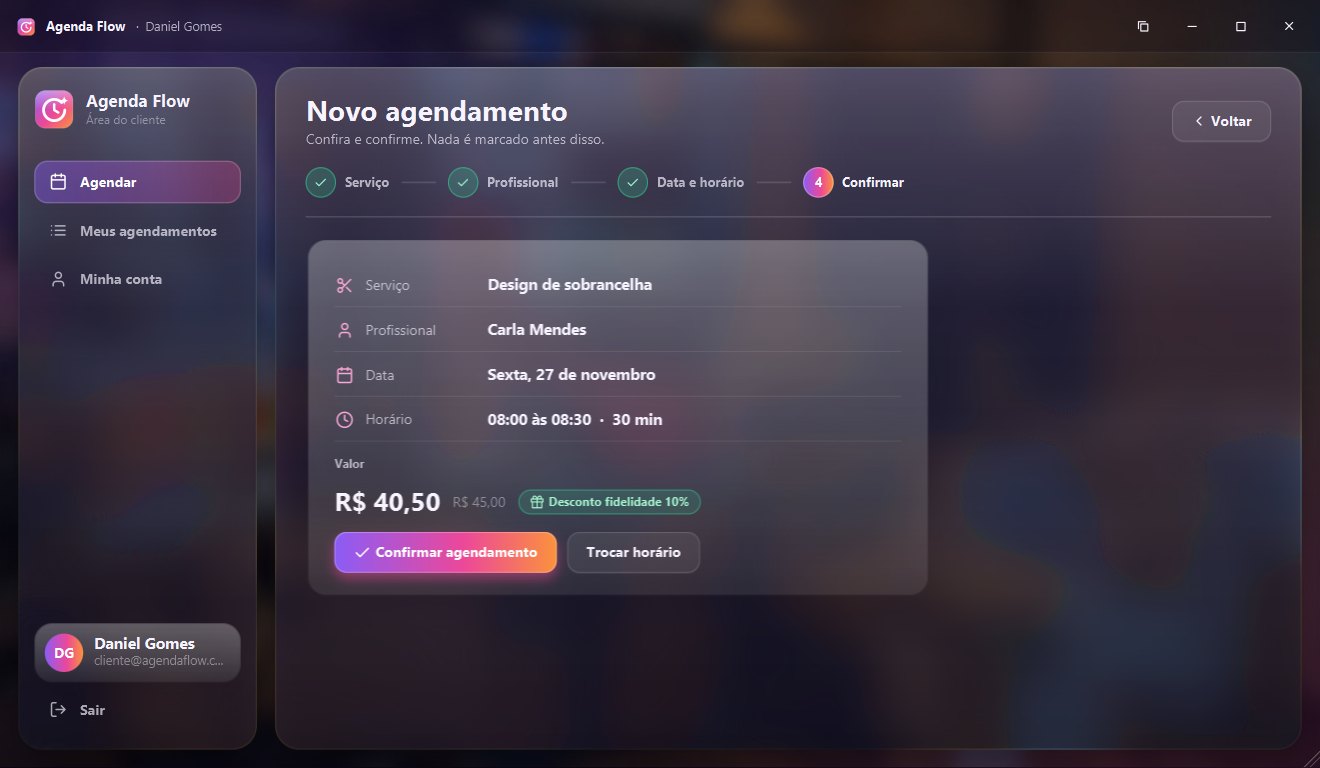 Agenda Flow · Daniel Gomes
Agenda Flow
Área do cliente
Agendar
Meus agendamentos
Minha conta
Daniel Gomes
cliente@agendaflow.c...
DG
Sair
Novo agendamento
Confira e confirme. Nada é marcado antes disso.
Voltar
Serviço
Profissional
Data e horário
4 Confirmar
Serviço Design de sobrancelha
Profissional Carla Mendes
Data Sexta, 27 de novembro
Horário 08:00 às 08:30 · 30 min
Valor
R$ 40,50 R$ 45,00 Desconto fidelidade 10%
Confirmar agendamento Trocar horário